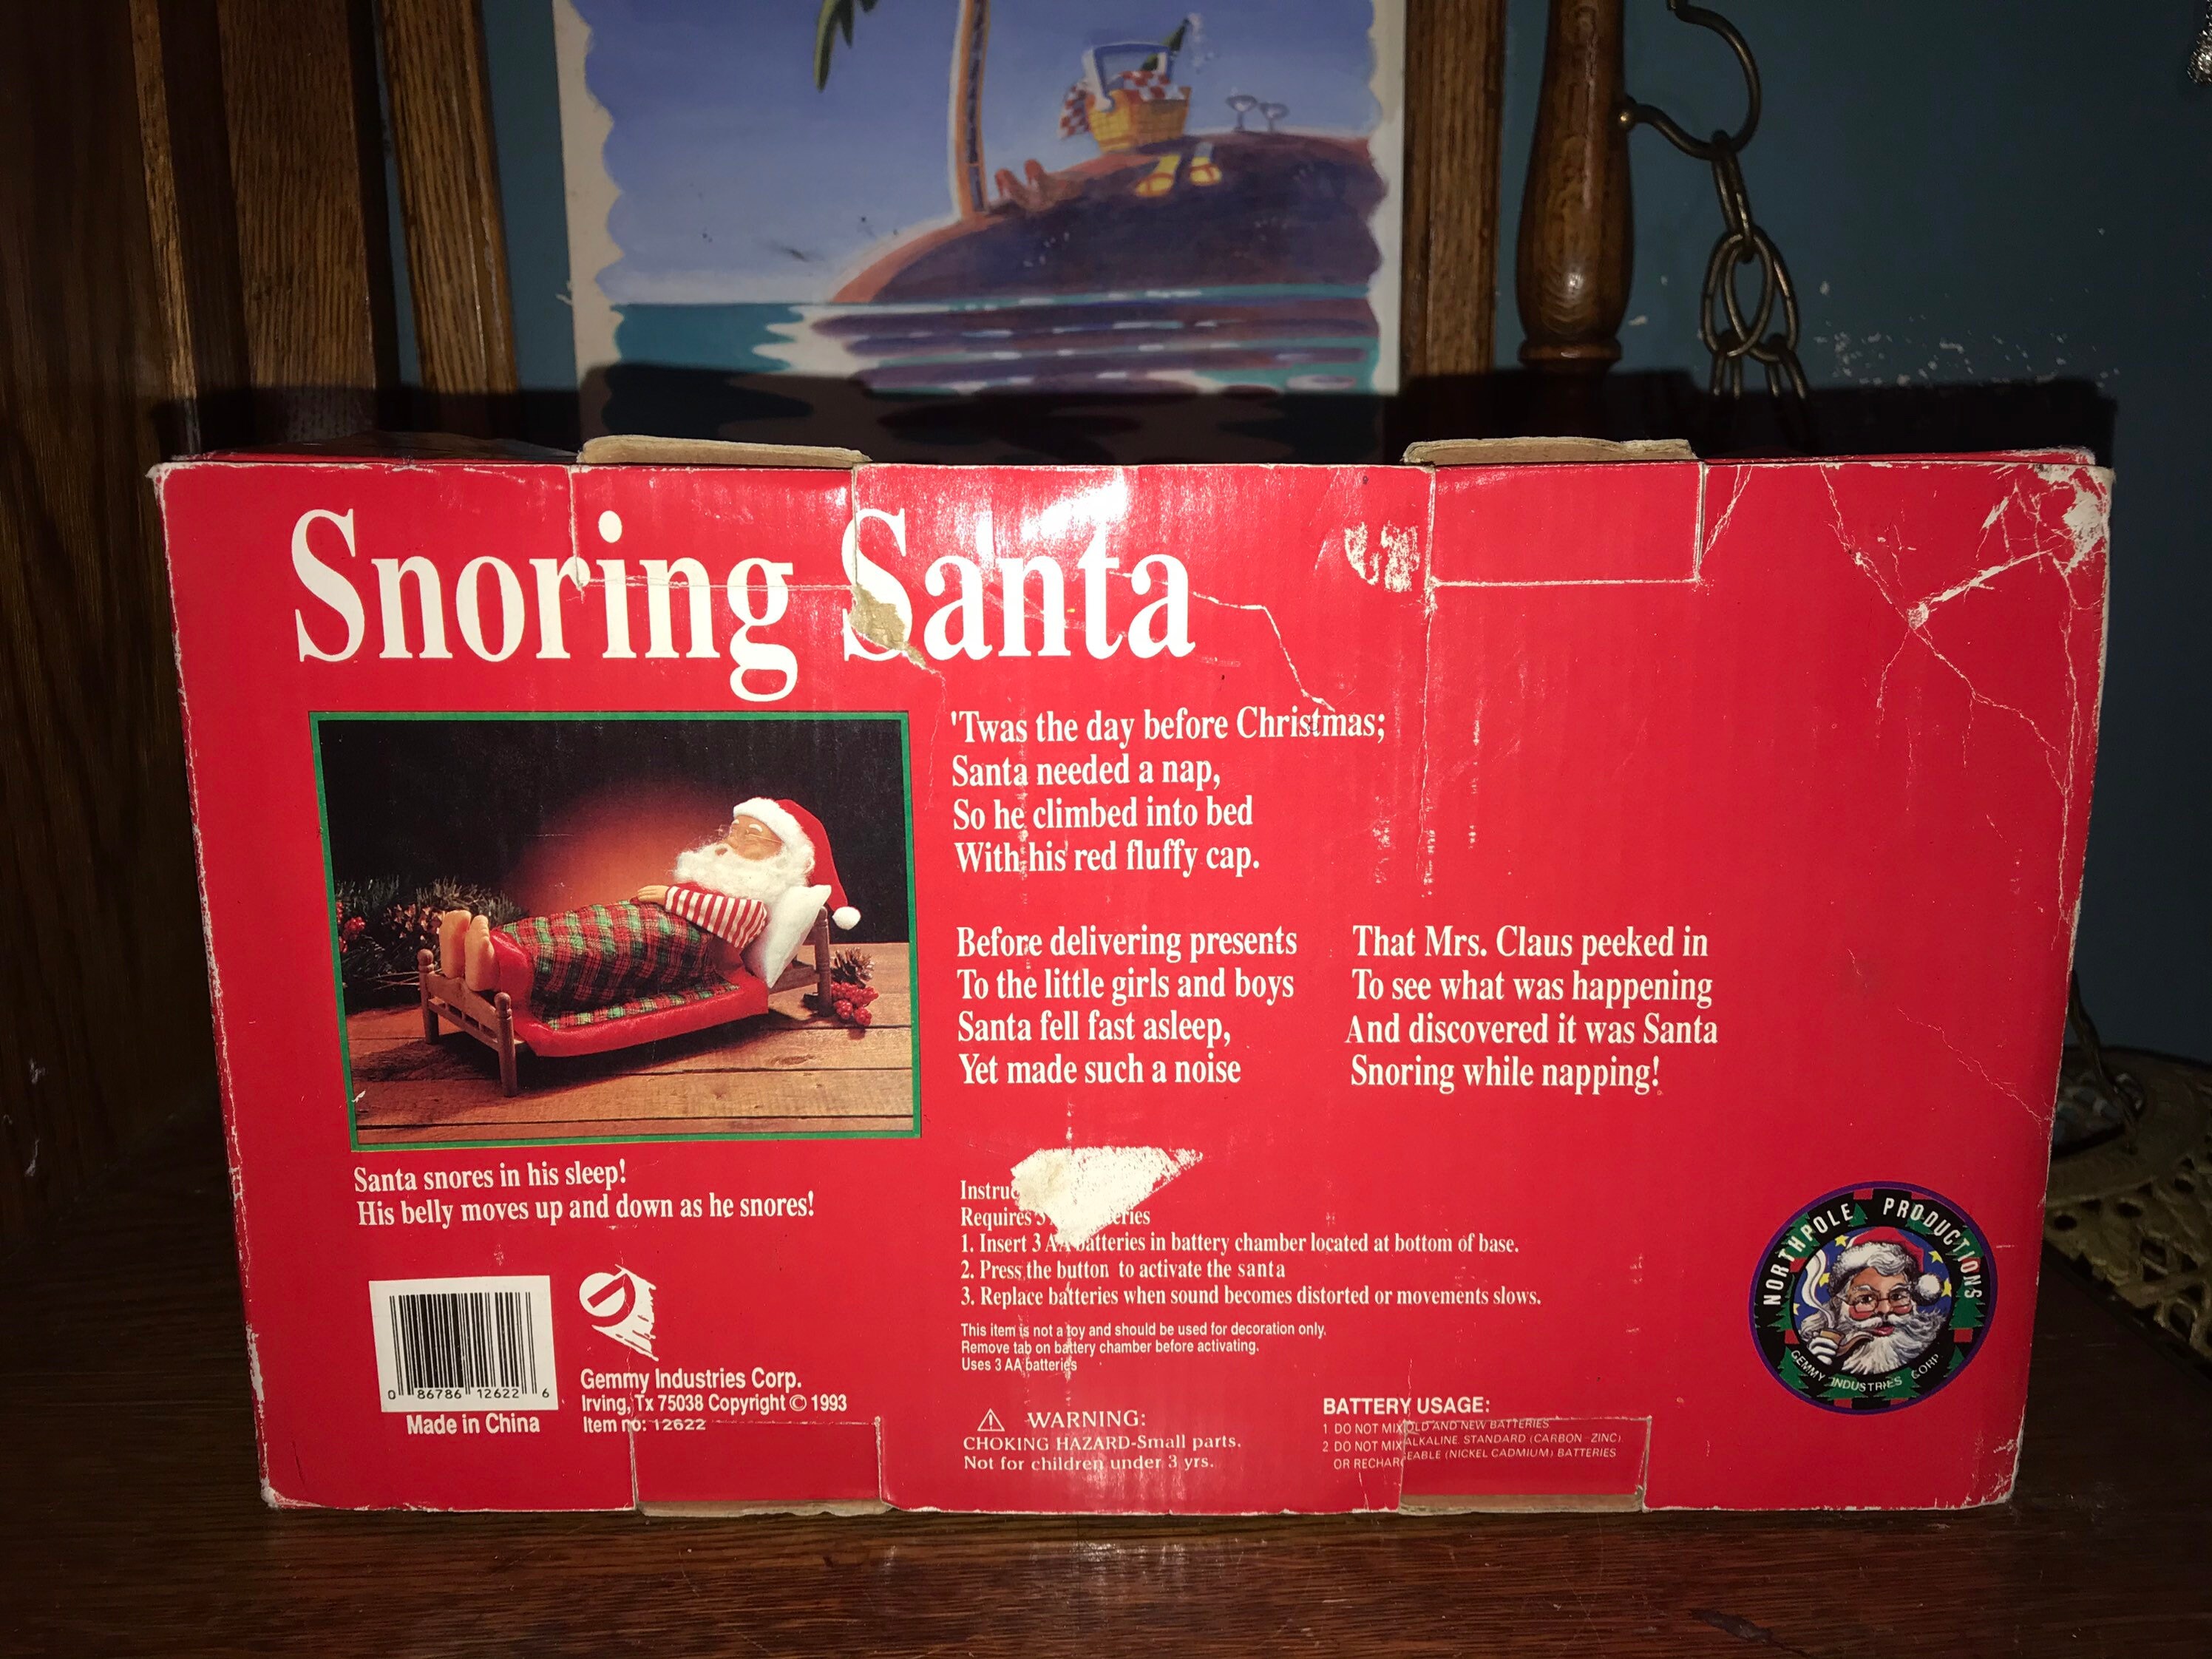 Snoring Santa
'Twas the day before Christmas;
Santa needed a nap,
So he climbed into bed
With his red fluffy cap.
Before delivering presents
To the little girls and boys
Santa fell fast asleep,
Yet made such a noise
That Mrs. Claus peeked in
To see what was happening
And discovered it was Santa
Snoring while napping!
Santa snores in his sleep!
His belly moves up and down as he snores!
Requires
1. Insert 3 AA batteries in battery chamber located at bottom of base.
2. Press the button to activate the santa
3. Replace batteries when sound becomes distorted or movements slows.
This item is not a toy and should be used for decoration only.
Remove tab on battery chamber before activating.
Uses 3 AA batteries
0 86786 12622 6
Made in China
Gemmy Industries Corp.
Irving, Tx 75038 Copyright © 1993
Item no: 12622
WARNING:
CHOKING HAZARD-Small parts.
Not for children under 3 yrs.
BATTERY USAGE:
1 DO NOT MIX OLD AND NEW BATTERIES
2 DO NOT MIX ALKALINE, STANDARD (CARBON-ZINC)
OR RECHARGEABLE (NICKEL CADMIUM) BATTERIES
NORTHPOLE PRODUCTIONS
GEMMY INDUSTRIES CORP